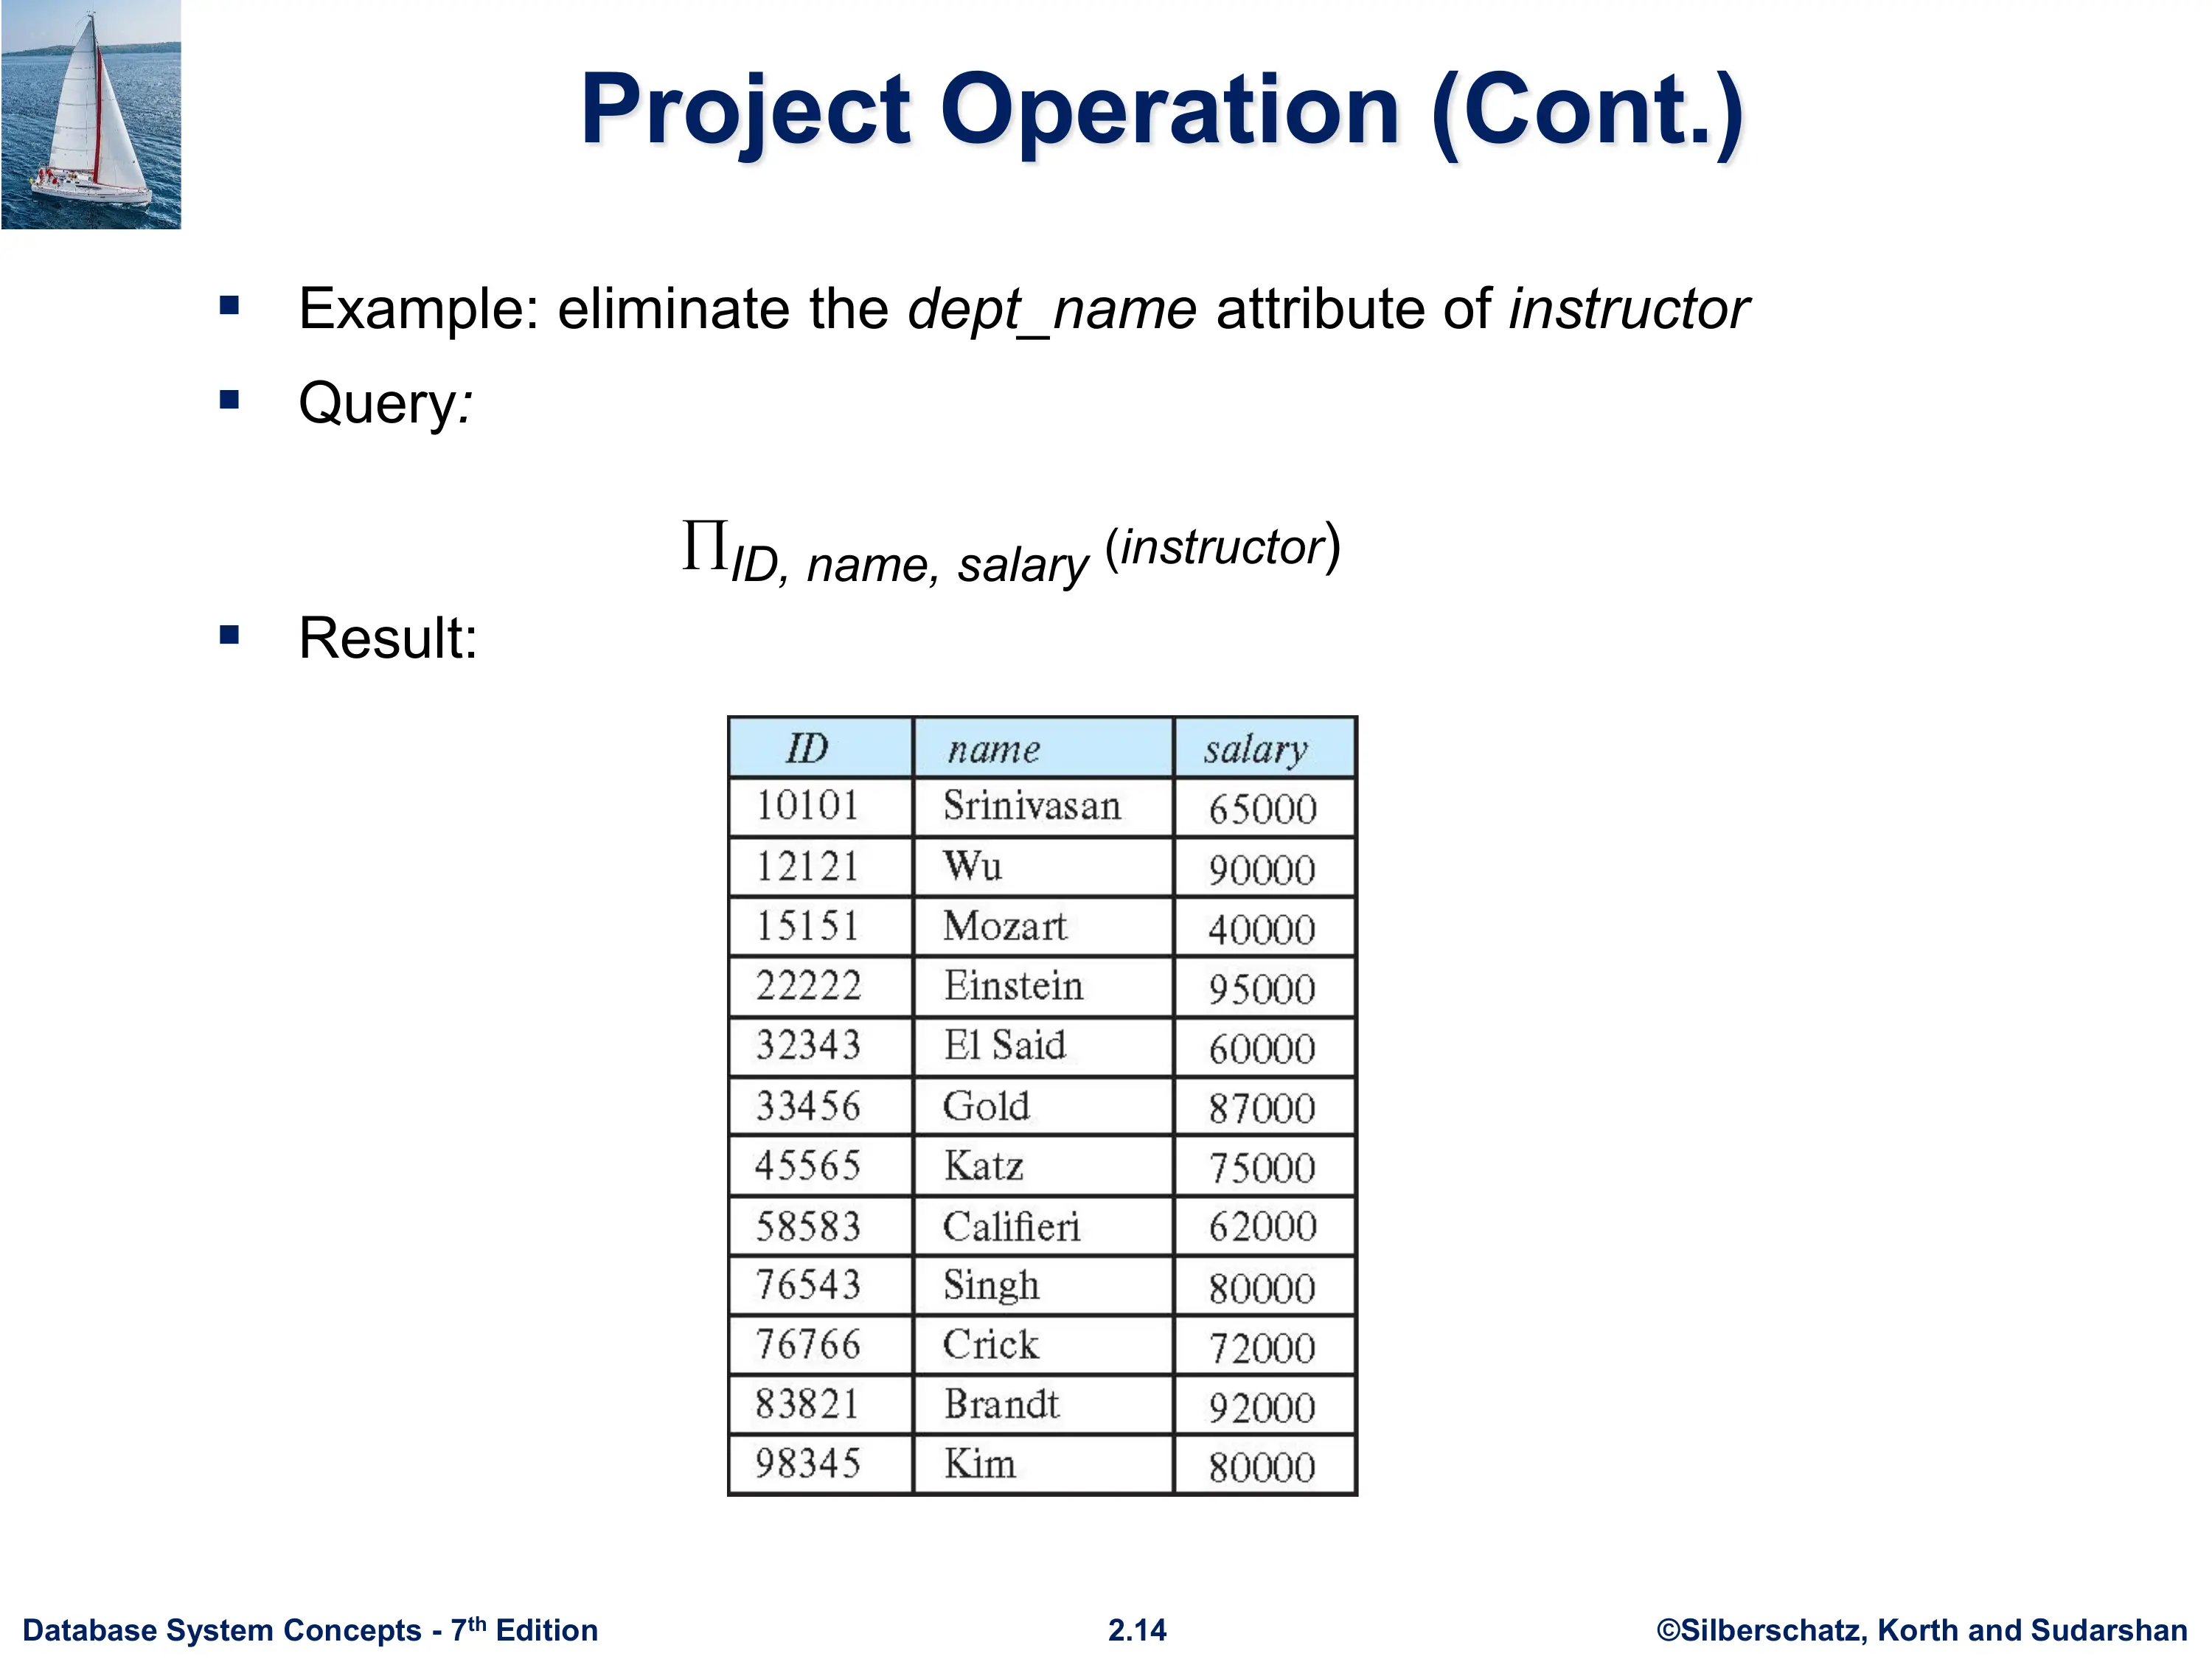 Project Operation (Cont.)
▪ Example: eliminate the dept_name attribute of instructor
▪ Query:
∏ID, name, salary (instructor)
▪ Result:
ID name salary
10101 Srinivasan 65000
12121 Wu 90000
15151 Mozart 40000
22222 Einstein 95000
32343 El Said 60000
33456 Gold 87000
45565 Katz 75000
58583 Califieri 62000
76543 Singh 80000
76766 Crick 72000
83821 Brandt 92000
98345 Kim 80000
Database System Concepts - 7th Edition 2.14 ©Silberschatz, Korth and Sudarshan